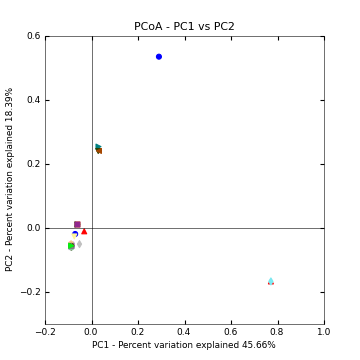 PCoA - PC1 vs PC2
0.6
0.4
0.2
0.0
−0.2
−0.2 0.0 0.2 0.4 0.6 0.8 1.0
PC2 - Percent variation explained 18.39%
PC1 - Percent variation explained 45.66%